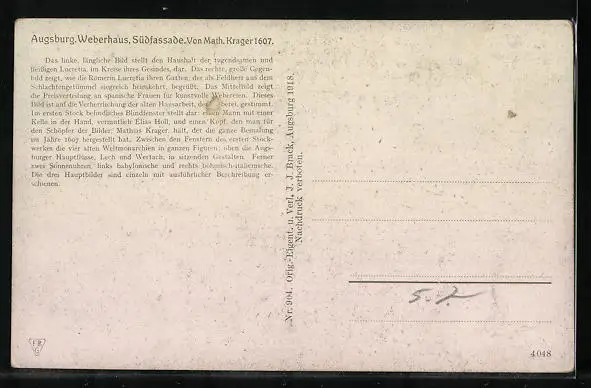 Augsburg. Weberhaus, Südfassade. Von Math. Krager 1607.
Das linke, längliche Bild stellt den Haushalt der tugendsamen und
fleißigen Lucretia, im Kreise ihres Gesindes, dar. Das rechte, große Gegen-
bild zeigt, wie die Römerin Lucretia ihren Gatten, der als Feldherr aus dem
Schlachtengetümmel siegreich heimkehrt, begrüßt. Das Mittelbild zeigt
die Preisverteilung an spanische Frauen für kunstvolle Webereien. Dieses
Bild ist auf die Verherrlichung der alten Hausarbeit, der berei, gestimmt.
Im ersten Stock befindliches Blindfenster stellt dar: einen Mann mit einer
Kelle in der Hand, vermutlich Elias Holl, und einen Kopf, den man für
den Schöpfer der Bilder, Mathias Krager, hält, der die ganze Bemalung
im Jahre 1607 hergestellt hat. Zwischen den Fenstern des ersten Stock-
werkes die vier alten Weltmonarchien in ganzen Figuren, oben die Augs-
burger Hauptflüsse, Lech und Wertach, in sitzenden Gestalten. Ferner
zwei Sonnenuhren, links babylonische und rechts böhmisch-italienische.
Die drei Hauptbilder sind einzeln mit ausführlicher Beschreibung er-
schienen.
Nr. 904. Orig.-Eigent. u. Verl. J. J. Brack, Augsburg 1918.
Nachdruck verboten.
4048